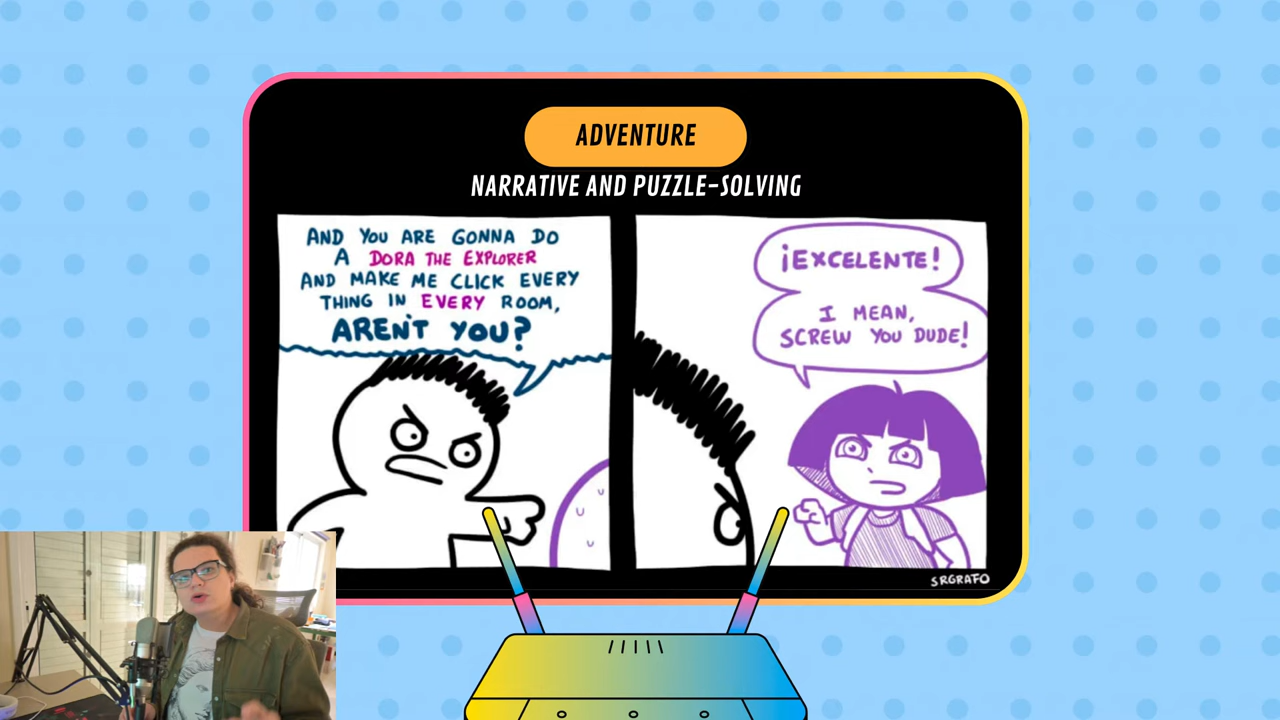 ADVENTURE
NARRATIVE AND PUZZLE-SOLVING
AND YOU ARE GONNA DO
A DORA THE EXPLORER
AND MAKE ME CLICK EVERY
THING IN EVERY ROOM,
AREN'T YOU?
¡EXCELENTE!
I MEAN,
SCREW YOU DUDE!
SRGRAFO